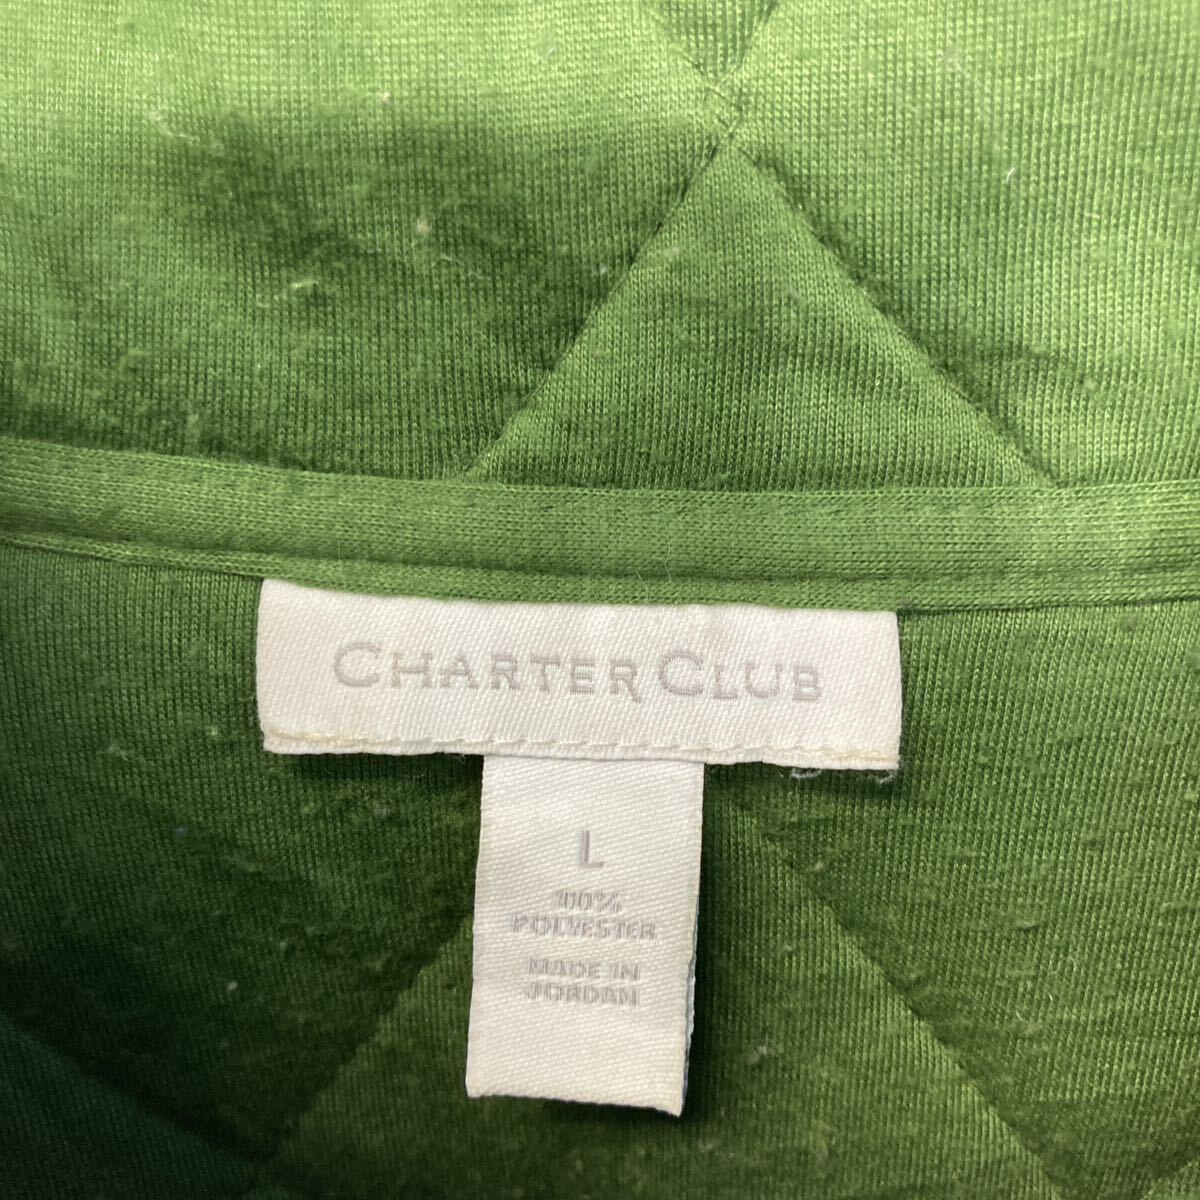 CHARTER CLUB
L
100%
POLYESTER
MADE IN
JORDAN